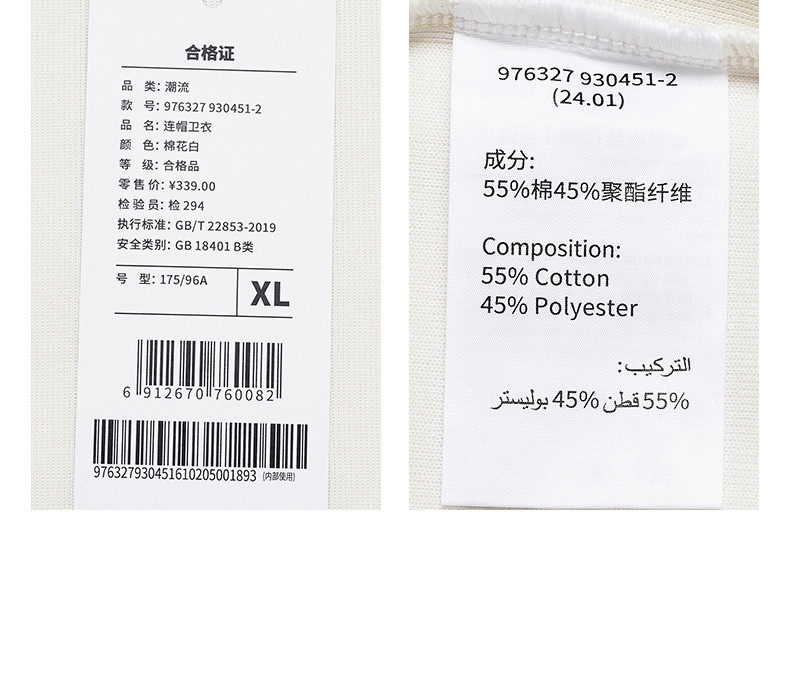 合格证
品 类: 潮流
款 号: 976327 930451-2
品 名: 连帽卫衣
颜 色: 棉花白
等 级: 合格品
零 售 价: ¥339.00
检 验 员: 检 294
执行标准: GB/T 22853-2019
安全类别: GB 18401 B类
号 型: 175/96A
XL
6 912670 760082
976327930451610205001893 (内部使用)
976327 930451-2
(24.01)
成分:
55%棉45%聚酯纤维
Composition:
55% Cotton
45% Polyester
التركيب:
55% قطن 45% بوليستر